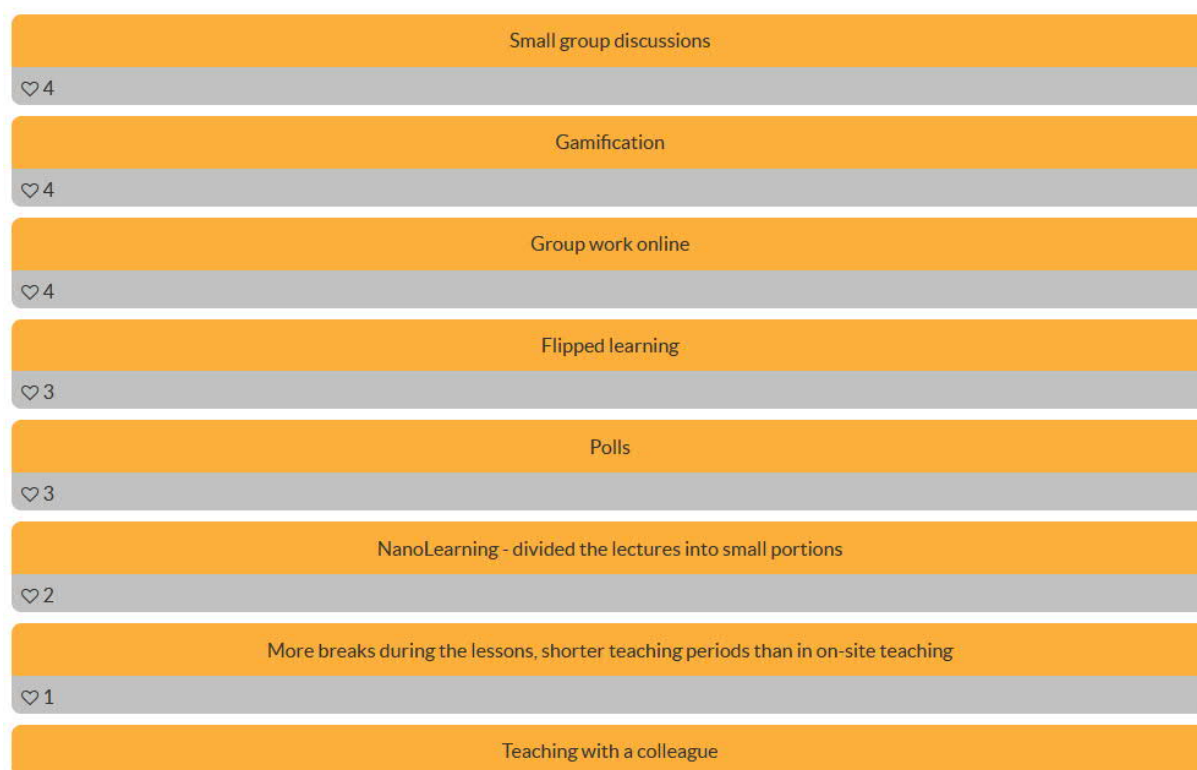 Small group discussions
♡ 4
Gamification
♡ 4
Group work online
♡ 4
Flipped learning
♡ 3
Polls
♡ 3
NanoLearning - divided the lectures into small portions
♡ 2
More breaks during the lessons, shorter teaching periods than in on-site teaching
♡ 1
Teaching with a colleague